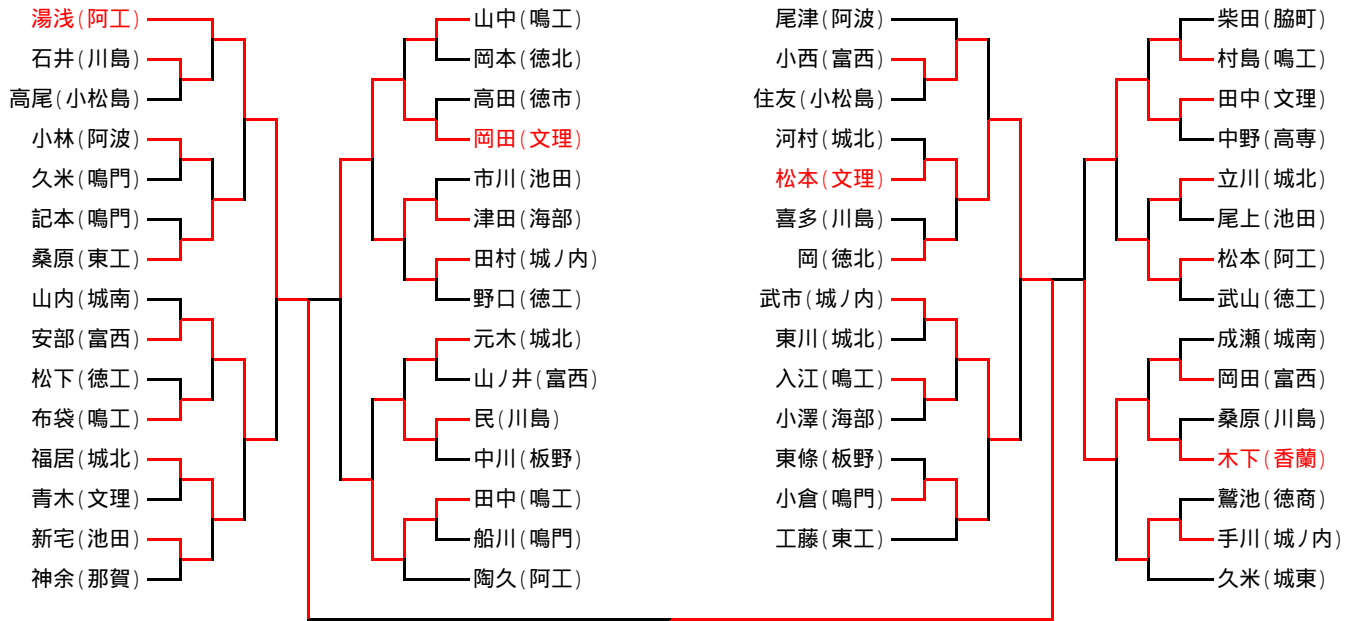 湯浅(阿工)
石井(川島)
高尾(小松島)
小林(阿波)
久米(鳴門)
記本(鳴門)
桑原(東工)
山内(城南)
安部(富西)
松下(徳工)
布袋(鳴工)
福居(城北)
青木(文理)
新宅(池田)
神余(那賀)
山中(鳴工)
岡本(徳北)
高田(徳市)
岡田(文理)
市川(池田)
津田(海部)
田村(城ノ内)
野口(徳工)
元木(城北)
山ノ井(富西)
民(川島)
中川(板野)
田中(鳴工)
船川(鳴門)
陶久(阿工)
尾津(阿波)
小西(富西)
住友(小松島)
河村(城北)
松本(文理)
喜多(川島)
岡(徳北)
武市(城ノ内)
東川(城北)
入江(鳴工)
小澤(海部)
東條(板野)
小倉(鳴門)
工藤(東工)
柴田(脇町)
村島(鳴工)
田中(文理)
中野(高専)
立川(城北)
尾上(池田)
松本(阿工)
武山(徳工)
成瀬(城南)
岡田(富西)
桑原(川島)
木下(香蘭)
鷲池(徳商)
手川(城ノ内)
久米(城東)